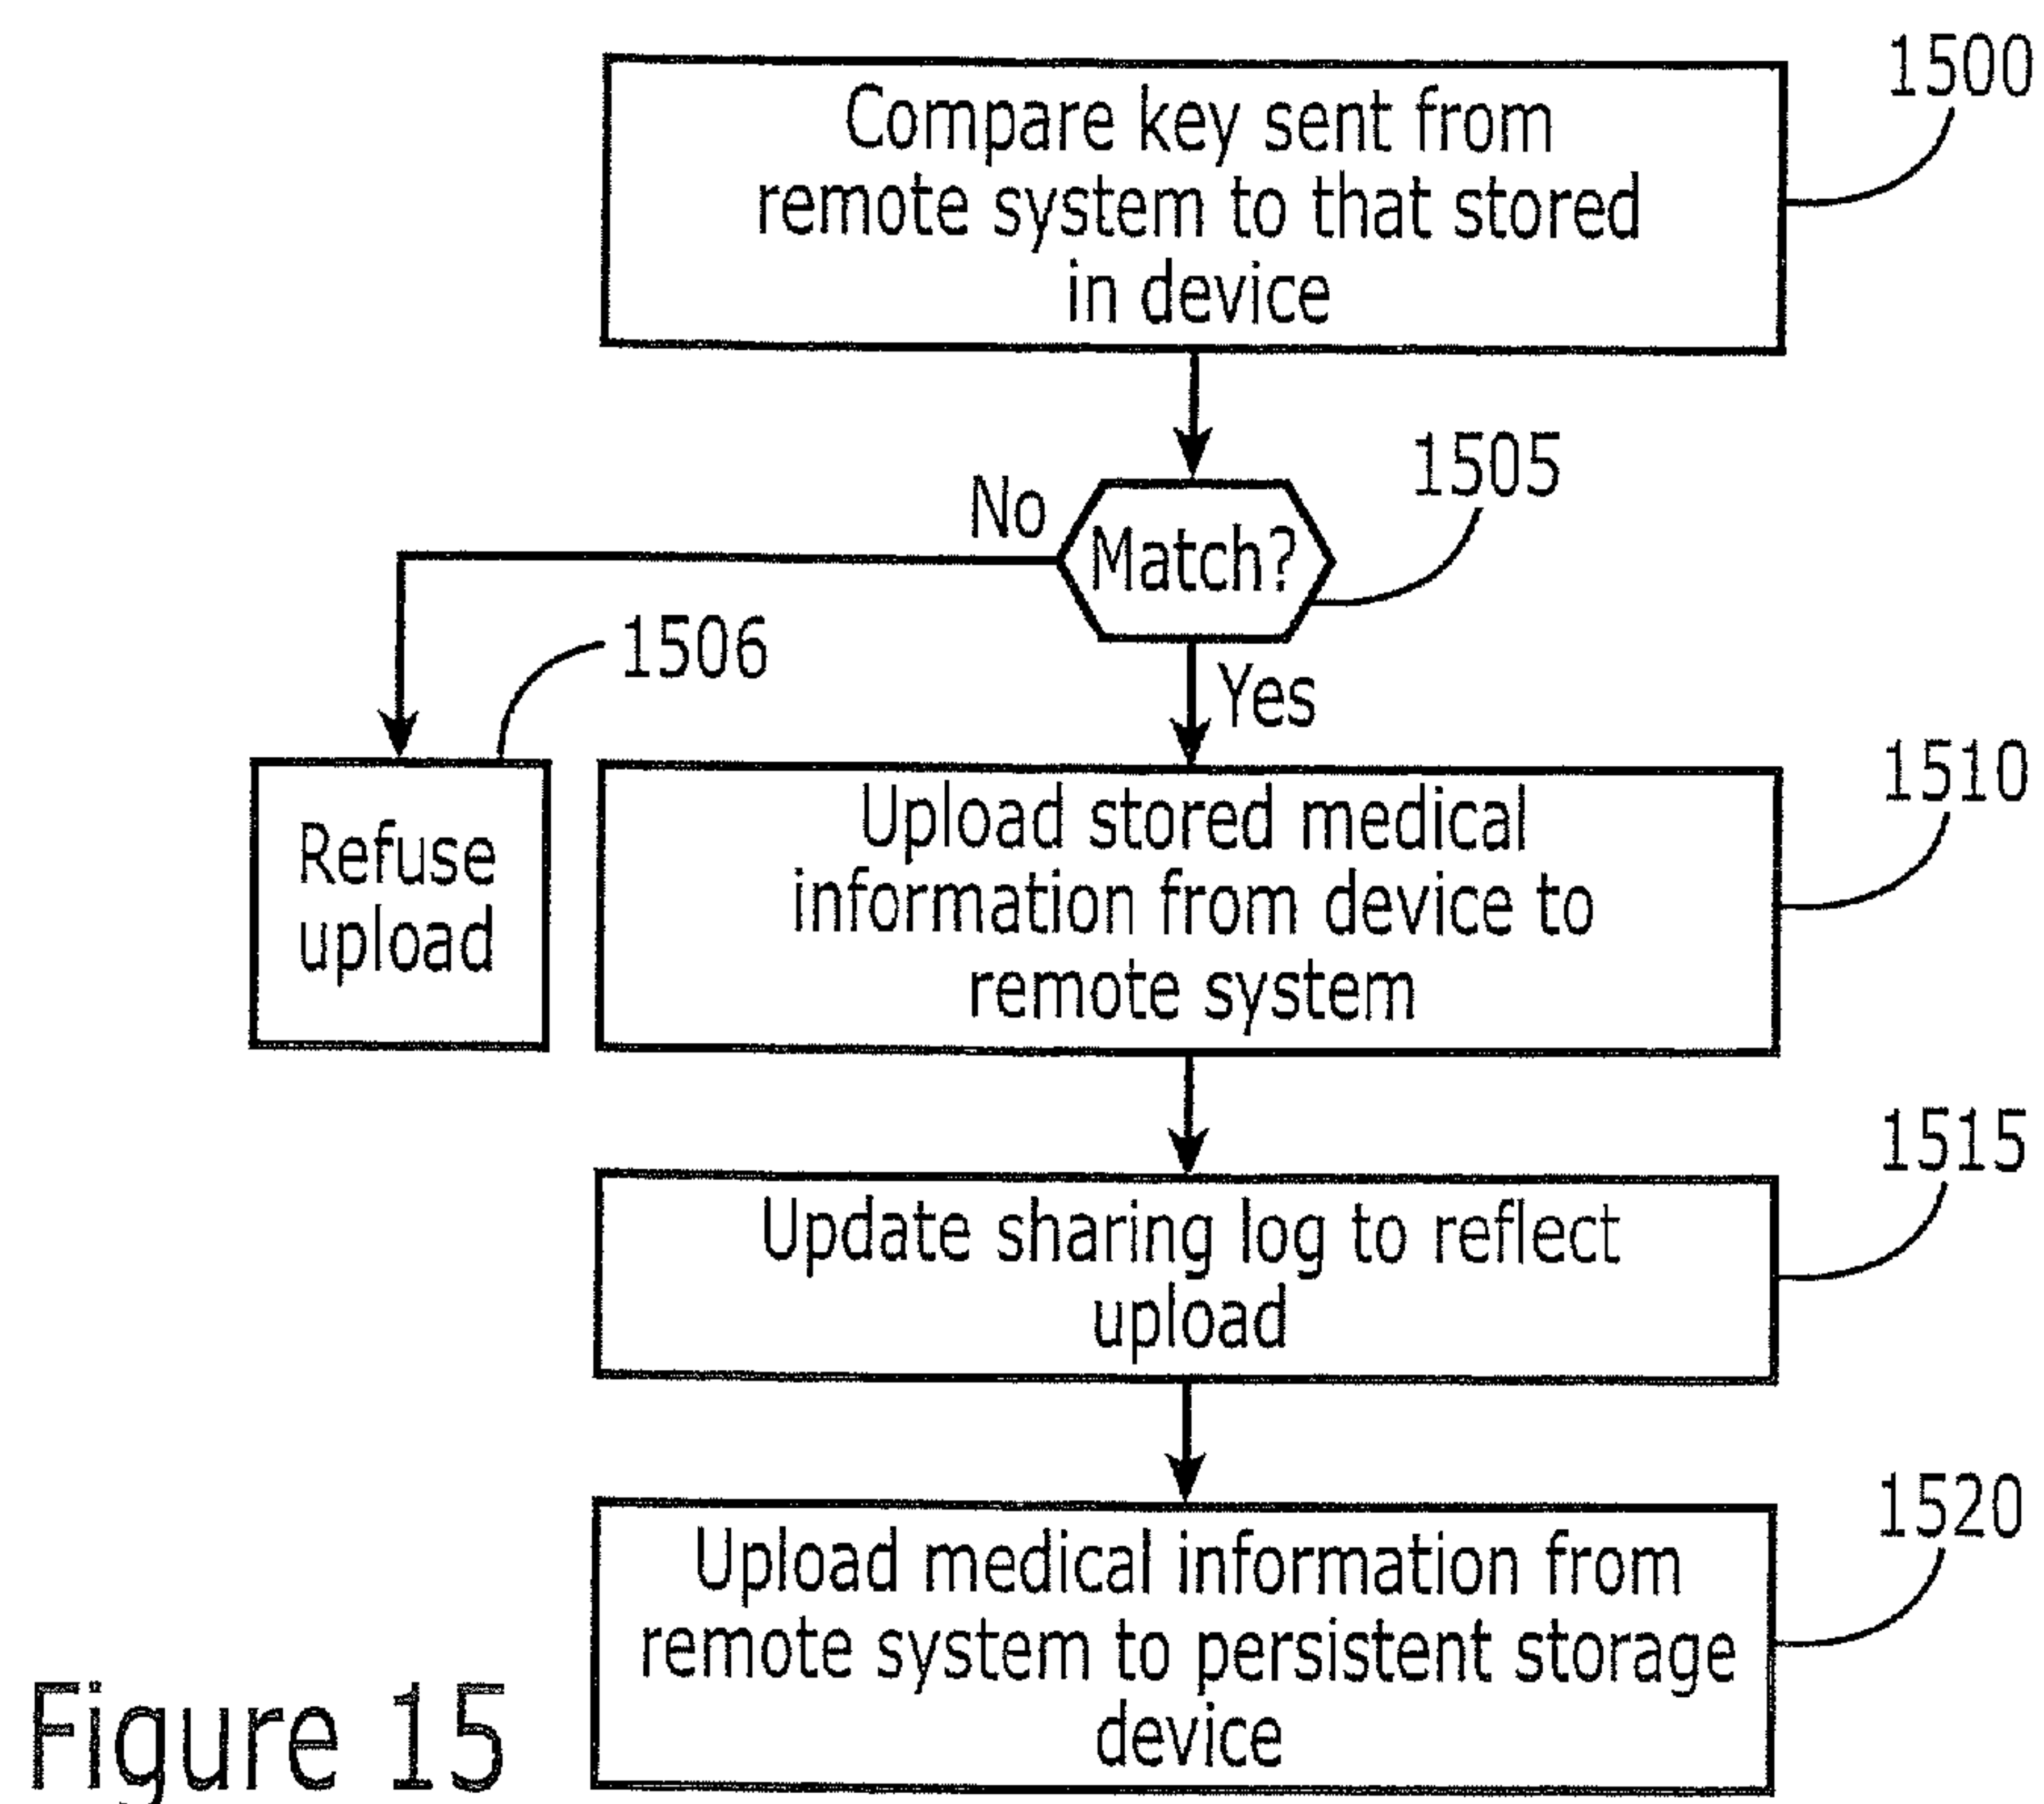 1500
Compare key sent from
remote system to that stored
in device
1505
No
Match?
1506
Yes
1510
Refuse
upload
Upload stored medical
information from device to
remote system
1515
Update sharing log to reflect
upload
1520
Upload medical information from
remote system to persistent storage
device
Figure 15